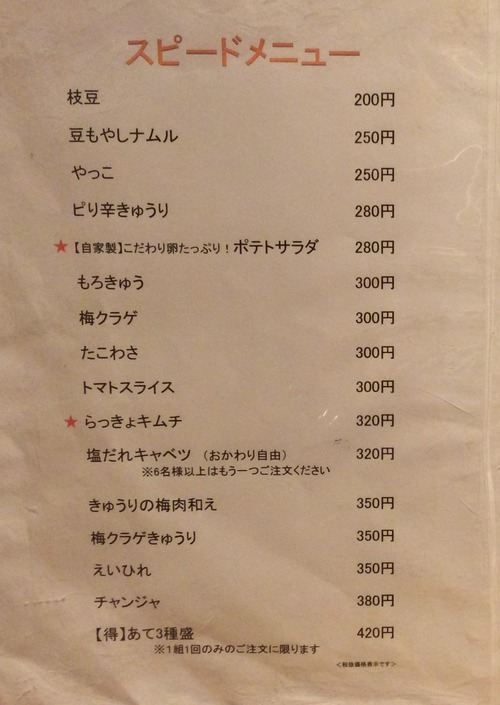 スピードメニュー
枝豆 200円
豆もやしナムル 250円
やっこ 250円
ピリ辛きゅうり 280円
★【自家製】こだわり卵たっぷり！ポテトサラダ 280円
もろきゅう 300円
梅クラゲ 300円
たこわさ 300円
トマトスライス 300円
★らっきょキムチ 320円
塩だれキャベツ （おかわり自由） 320円
※6名様以上はもう一つご注文ください
きゅうりの梅肉和え 350円
梅クラゲきゅうり 350円
えいひれ 350円
チャンジャ 380円
【得】あて3種盛 420円
※1組1回のみのご注文に限ります
＜税抜価格表示です＞